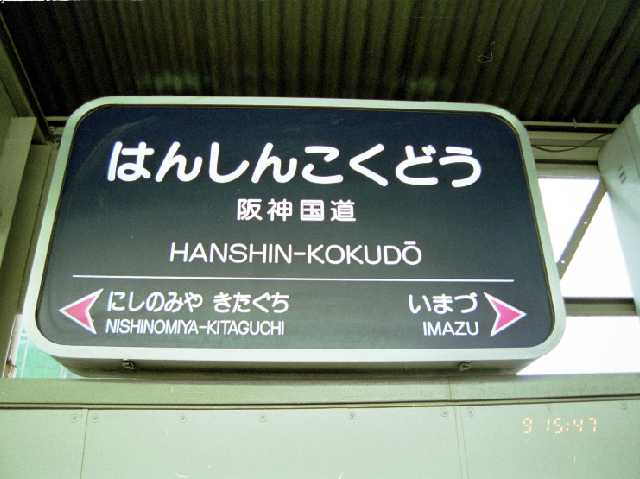 はんしんこくどう
阪神国道
HANSHIN-KOKUDŌ
にしのみや きたぐち いまづ
NISHINOMIYA-KITAGUCHI IMAZU
9 15:47